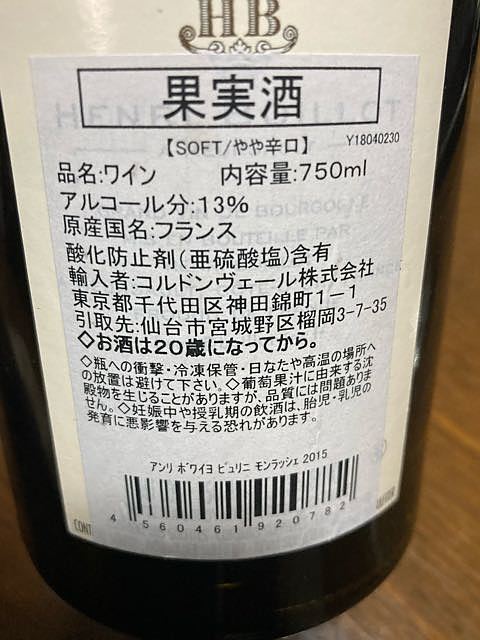 HB
果実酒
【SOFT/やや辛口】 Y18040230
品名:ワイン 内容量:750ml
アルコール分:13%
原産国名:フランス
酸化防止剤(亜硫酸塩)含有
輸入者:コルドンヴェール株式会社
東京都千代田区神田錦町1-1
引取先:仙台市宮城野区榴岡3-7-35
◇お酒は20歳になってから。
◇瓶への衝撃・冷凍保管・日なたや高温の場所へ
の放置は避けて下さい。◇葡萄果汁に由来する沈
殿物を生じることがありますが、品質には問題ありま
せん。◇妊娠中や授乳期の飲酒は、胎児・乳児の
発育に悪影響を与える恐れがあります。
アンリ ボワイヨ ピュリニ モンラッシェ 2015
4 560461 920782
CONT